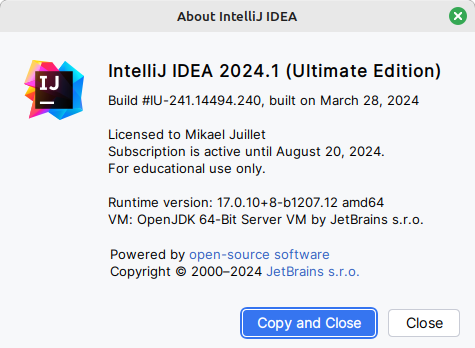 About IntelliJ IDEA
IJ
IntelliJ IDEA 2024.1 (Ultimate Edition)
Build #IU-241.14494.240, built on March 28, 2024
Licensed to Mikael Juillet
Subscription is active until August 20, 2024.
For educational use only.
Runtime version: 17.0.10+8-b1207.12 amd64
VM: OpenJDK 64-Bit Server VM by JetBrains s.r.o.
Powered by open-source software
Copyright © 2000–2024 JetBrains s.r.o.
Copy and Close
Close